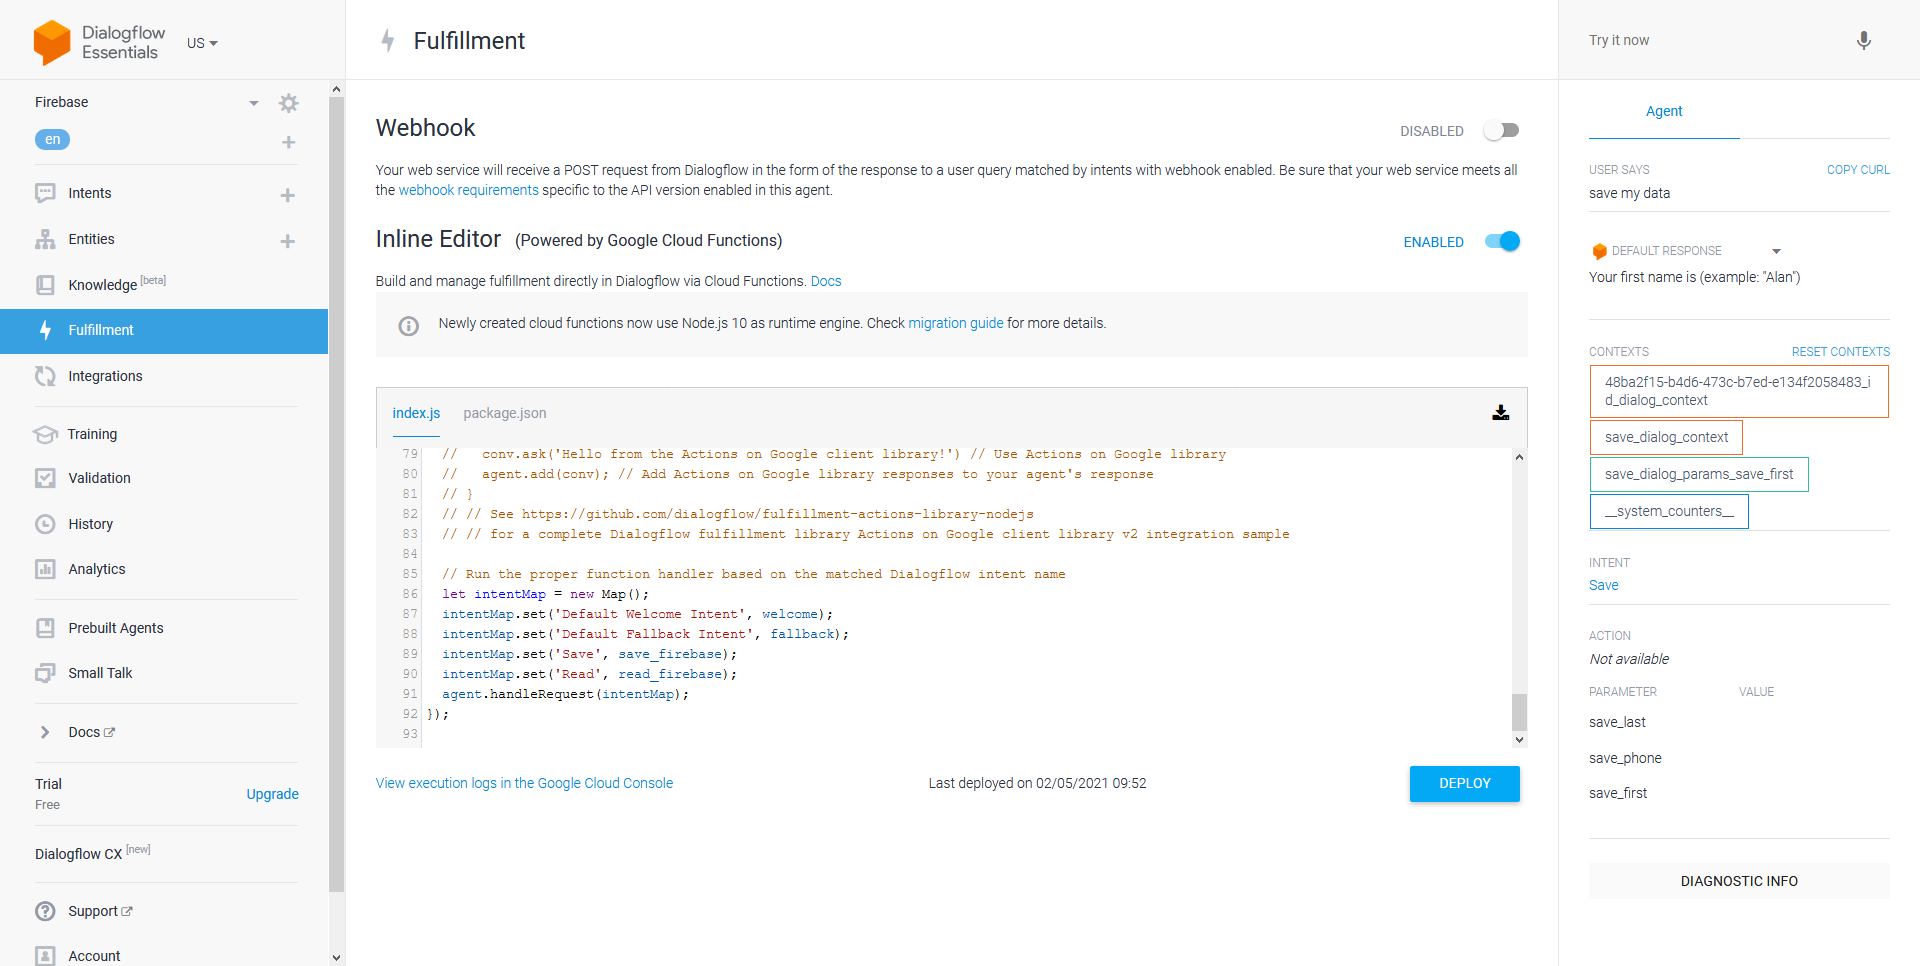 Dialogflow
Essentials
US
Fulfillment
Try it now
Firebase
en
Intents
Entities
Knowledge [beta]
Fulfillment
Integrations
Training
Validation
History
Analytics
Prebuilt Agents
Small Talk
Docs
Trial
Free
Upgrade
Dialogflow CX [new]
Support
Account
Webhook
DISABLED
Your web service will receive a POST request from Dialogflow in the form of the response to a user query matched by intents with webhook enabled. Be sure that your web service meets all
the webhook requirements specific to the API version enabled in this agent.
Inline Editor (Powered by Google Cloud Functions)
ENABLED
Build and manage fulfillment directly in Dialogflow via Cloud Functions. Docs
Newly created cloud functions now use Node.js 10 as runtime engine. Check migration guide for more details.
index.js package.json
79 //   conv.ask('Hello from the Actions on Google client library!') // Use Actions on Google library
80 //   agent.add(conv); // Add Actions on Google library responses to your agent's response
81 // }
82 // // See https://github.com/dialogflow/fulfillment-actions-library-nodejs
83 // // for a complete Dialogflow fulfillment library Actions on Google client library v2 integration sample
84
85 // Run the proper function handler based on the matched Dialogflow intent name
86 let intentMap = new Map();
87 intentMap.set('Default Welcome Intent', welcome);
88 intentMap.set('Default Fallback Intent', fallback);
89 intentMap.set('Save', save_firebase);
90 intentMap.set('Read', read_firebase);
91 agent.handleRequest(intentMap);
92 });
93
View execution logs in the Google Cloud Console
Last deployed on 02/05/2021 09:52
DEPLOY
Agent
USER SAYS
COPY CURL
save my data
DEFAULT RESPONSE
Your first name is (example: "Alan")
CONTEXTS
RESET CONTEXTS
48ba2f15-b4d6-473c-b7ed-e134f2058483_i
d_dialog_context
save_dialog_context
save_dialog_params_save_first
__system_counters__
INTENT
Save
ACTION
Not available
PARAMETER VALUE
save_last
save_phone
save_first
DIAGNOSTIC INFO